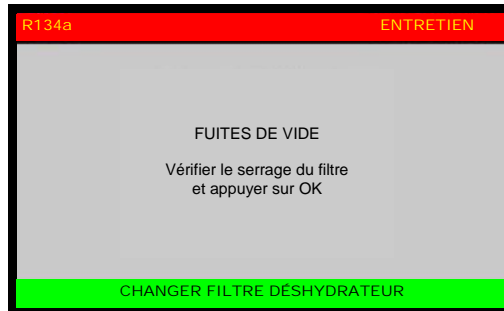 R134a ENTRETIEN
FUITES DE VIDE
Vérifier le serrage du filtre
et appuyer sur OK
CHANGER FILTRE DÉSHYDRATEUR